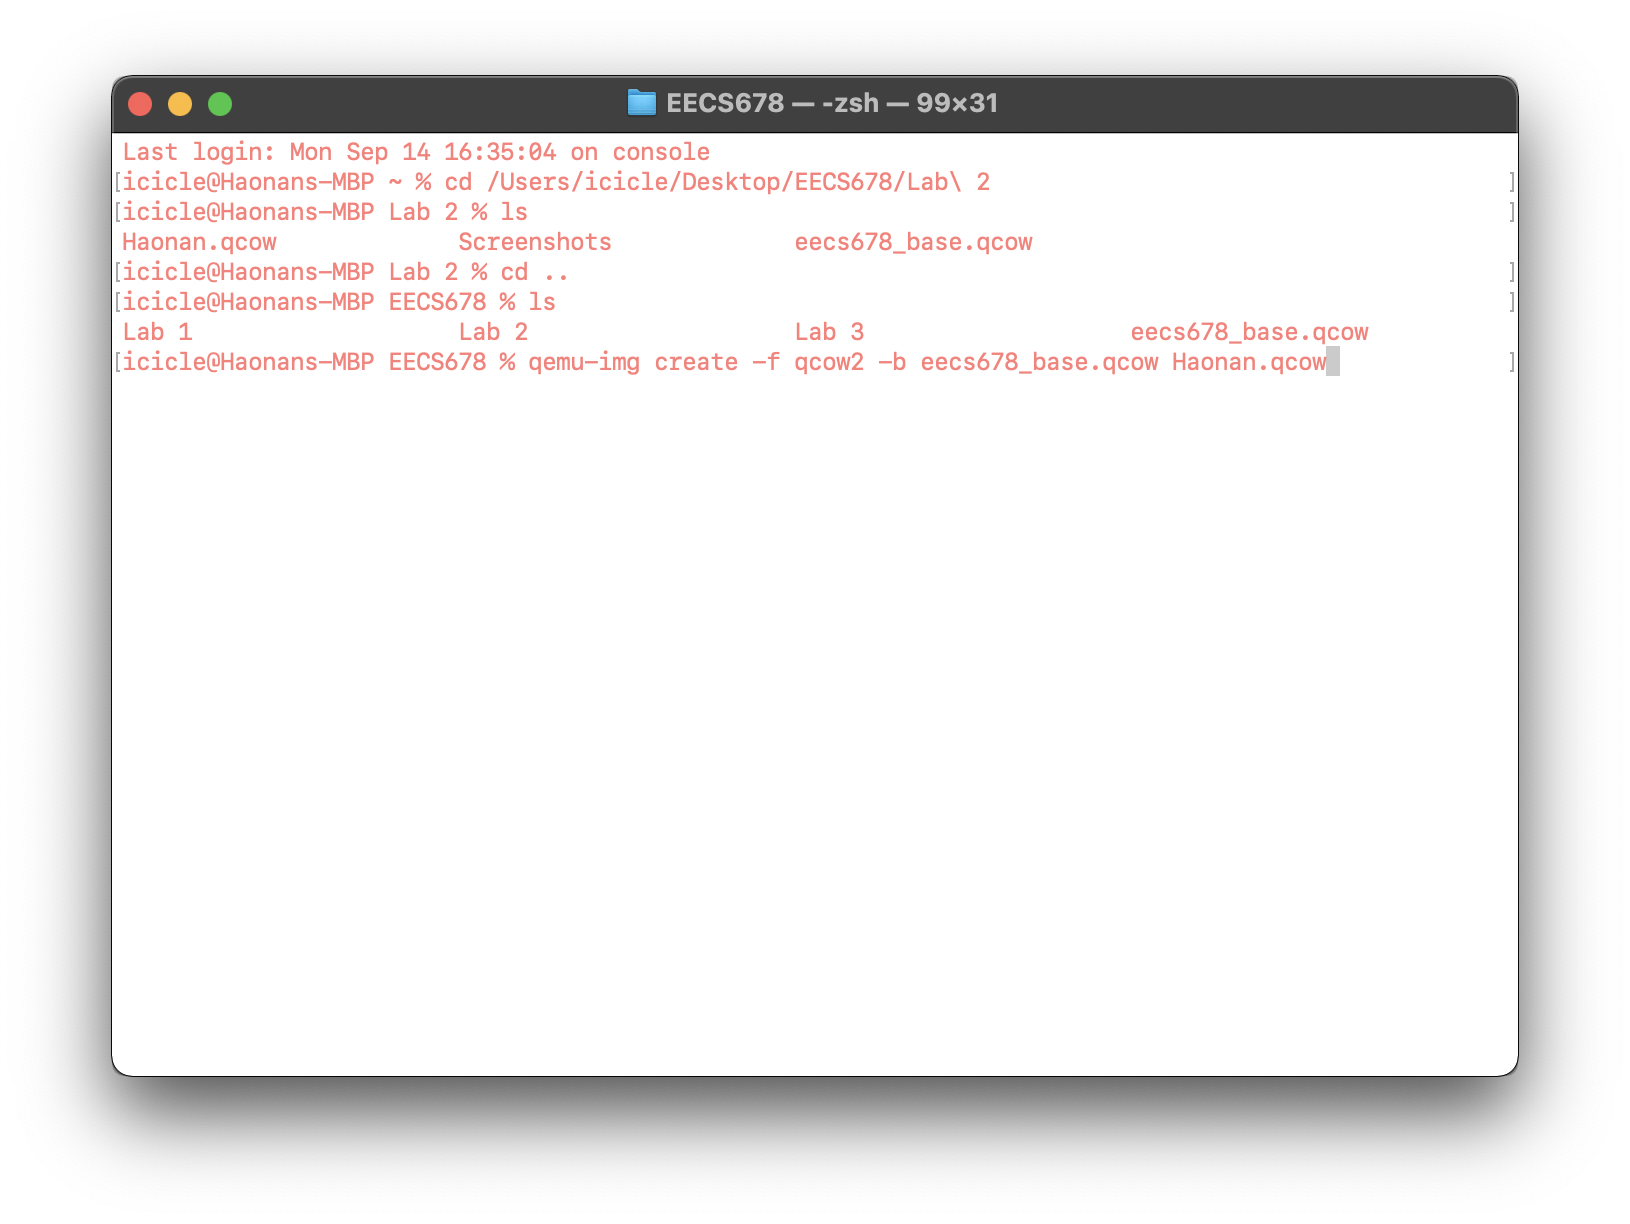 EECS678 — -zsh — 99×31
Last login: Mon Sep 14 16:35:04 on console
[icicle@Haonans-MBP ~ % cd /Users/icicle/Desktop/EECS678/Lab\ 2 ]
[icicle@Haonans-MBP Lab 2 % ls ]
Haonan.qcow Screenshots eecs678_base.qcow
[icicle@Haonans-MBP Lab 2 % cd .. ]
[icicle@Haonans-MBP EECS678 % ls ]
Lab 1 Lab 2 Lab 3 eecs678_base.qcow
[icicle@Haonans-MBP EECS678 % qemu-img create -f qcow2 -b eecs678_base.qcow Haonan.qcow ]